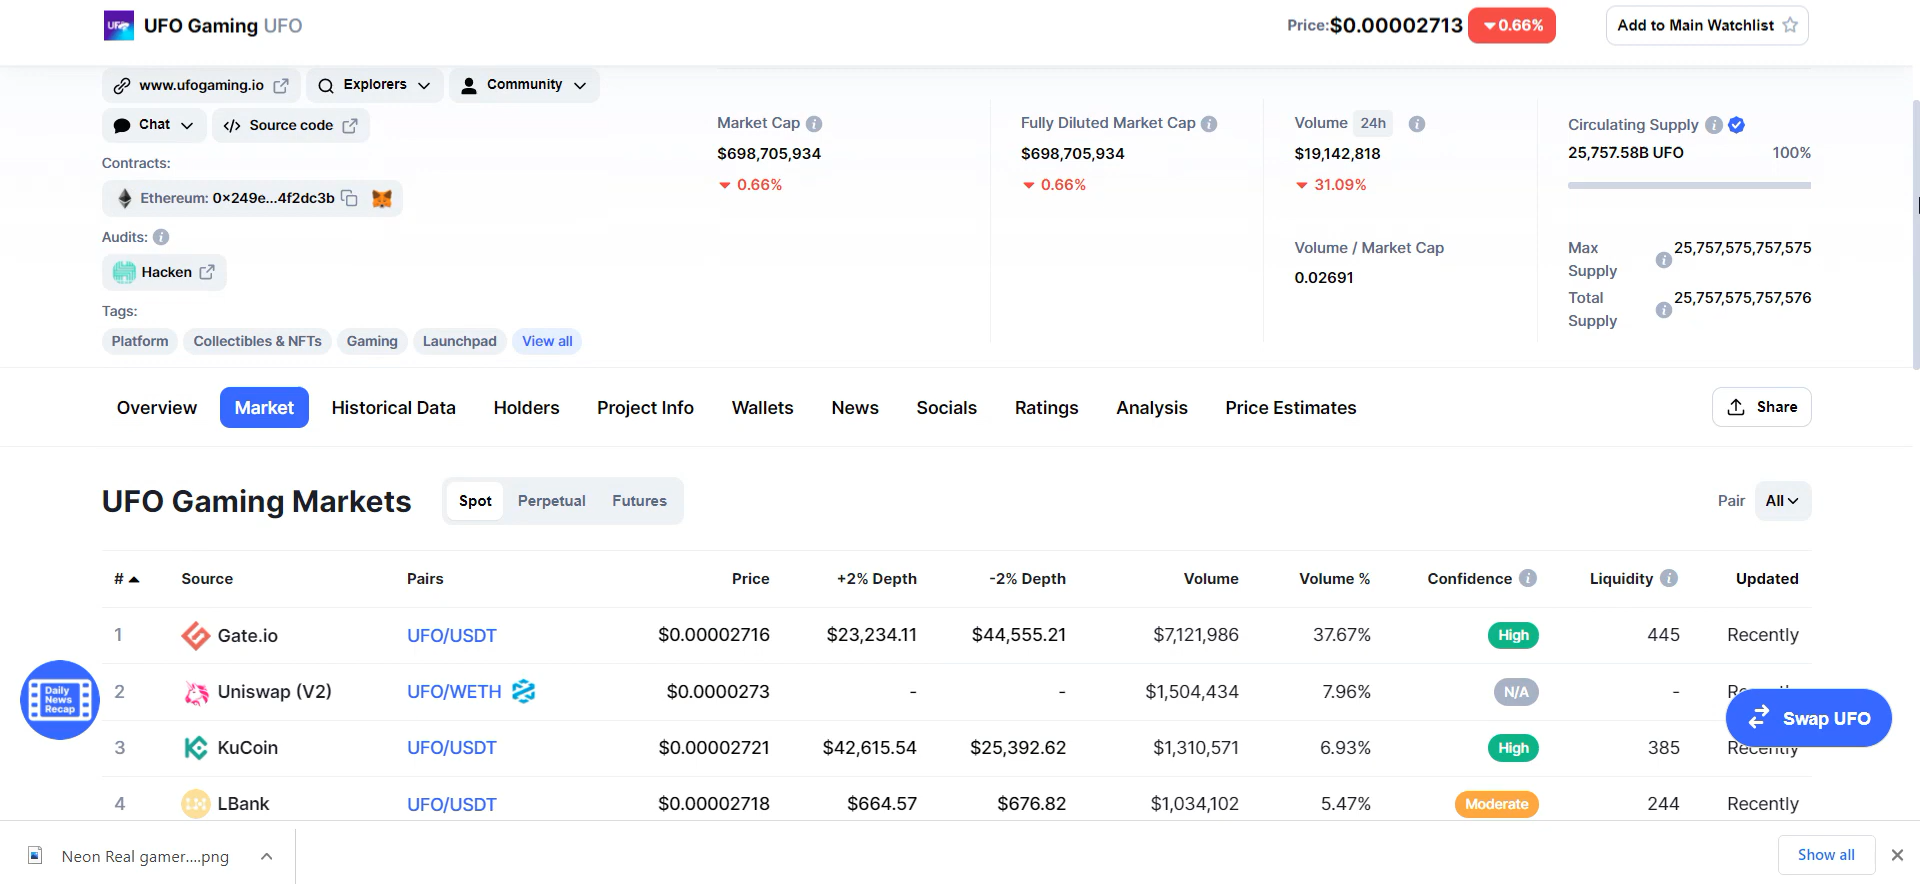 UFO Gaming UFO
Price:$0.00002713 0.66% Add to Main Watchlist
www.ufogaming.io Explorers Community
Chat Source code
Contracts:
Ethereum: 0x249e...4f2dc3b
Audits:
Hacken
Tags:
Platform Collectibles & NFTs Gaming Launchpad View all
Market Cap
$698,705,934
0.66%
Fully Diluted Market Cap
$698,705,934
0.66%
Volume 24h
$19,142,818
31.09%
Volume / Market Cap
0.02691
Circulating Supply
25,757.58B UFO 100%
Max Supply 25,757,575,757,575
Total Supply 25,757,575,757,576
Overview Market Historical Data Holders Project Info Wallets News Socials Ratings Analysis Price Estimates Share
UFO Gaming Markets Spot Perpetual Futures Pair All
# Source Pairs Price +2% Depth -2% Depth Volume Volume % Confidence Liquidity Updated
1 Gate.io UFO/USDT $0.00002716 $23,234.11 $44,555.21 $7,121,986 37.67% High 445 Recently
2 Uniswap (V2) UFO/WETH $0.0000273 - - $1,504,434 7.96% N/A -
3 KuCoin UFO/USDT $0.00002721 $42,615.54 $25,392.62 $1,310,571 6.93% High 385 Recently
4 LBank UFO/USDT $0.00002718 $664.57 $676.82 $1,034,102 5.47% Moderate 244 Recently
Daily
News
Recap
Swap UFO
Neon Real gamer....png Show all